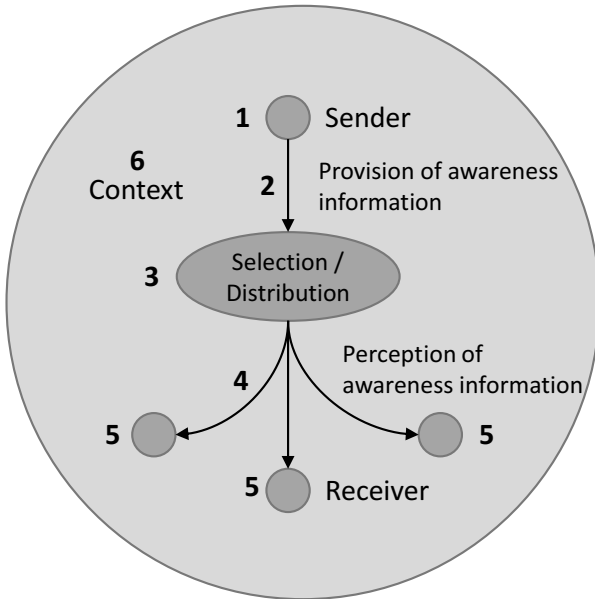 1 Sender
6
Context
2 Provision of awareness
information
3 Selection /
Distribution
4 Perception of
awareness information
5
5
5 Receiver